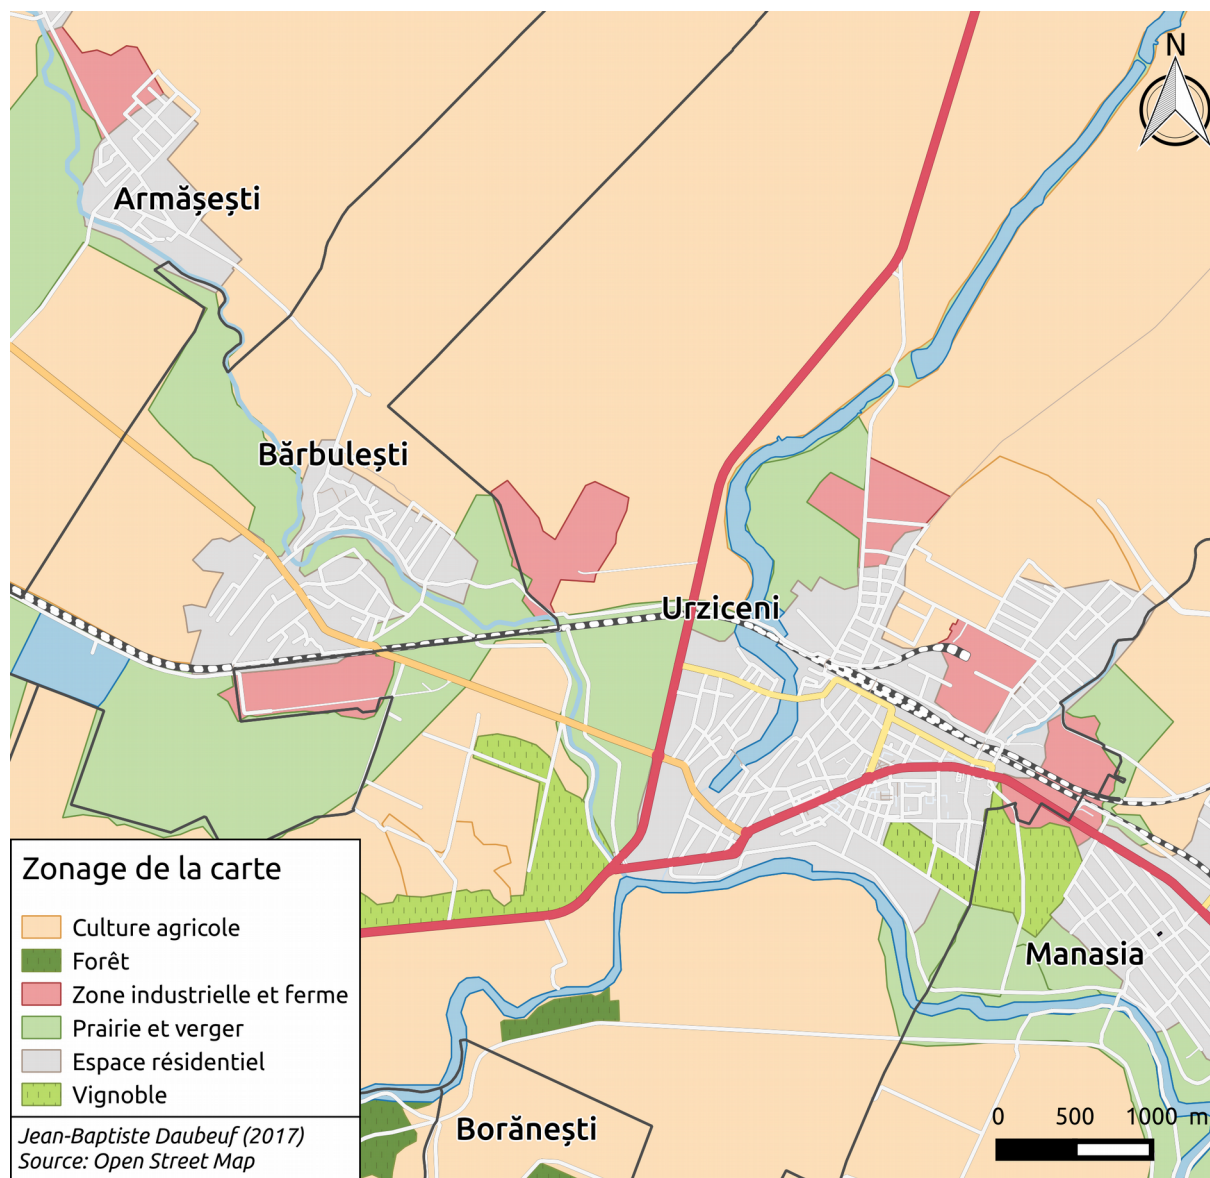 N
Armășești
Bărbulești
Urziceni
Manasia
Borănești
Zonage de la carte
Culture agricole
Forêt
Zone industrielle et ferme
Prairie et verger
Espace résidentiel
Vignoble
Jean-Baptiste Daubeuf (2017)
Source: Open Street Map
0 500 1000 m